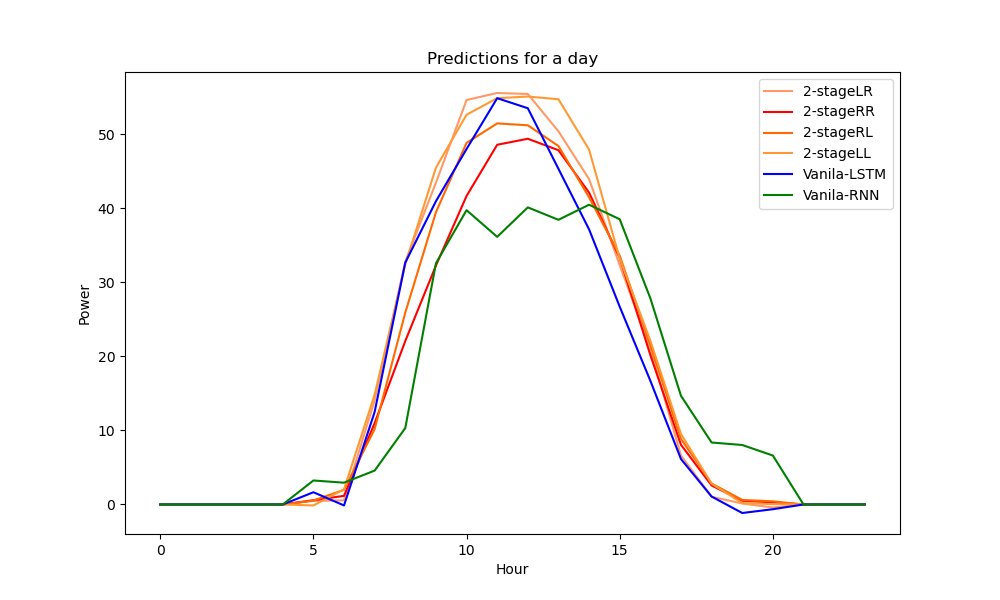 Predictions for a day
2-stageLR
2-stageRR
2-stageRL
2-stageLL
Vanila-LSTM
Vanila-RNN
Power
50
40
30
20
10
0
0
5
10
15
20
Hour